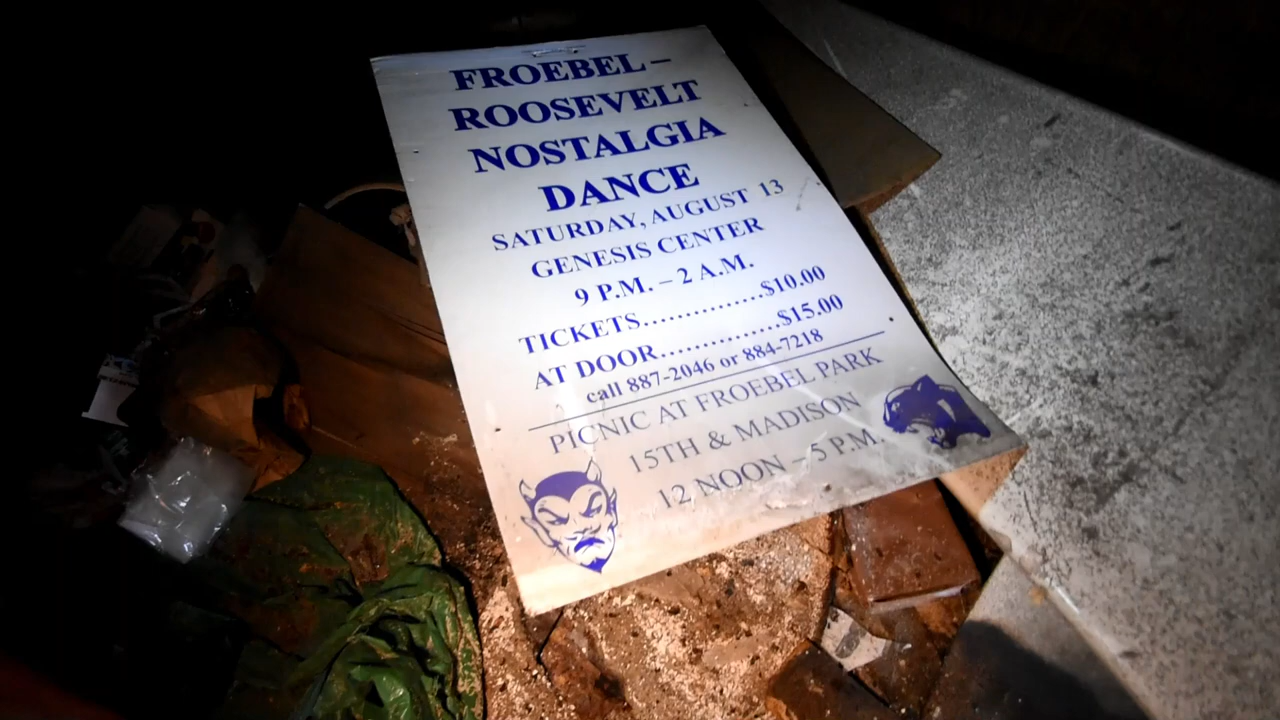 FROEBEL–
ROOSEVELT
NOSTALGIA
DANCE
SATURDAY, AUGUST 13
GENESIS CENTER
9 P.M. – 2 A.M.
TICKETS................$10.00
AT DOOR................$15.00
call 887-2046 or 884-7218
PICNIC AT FROEBEL PARK
15TH & MADISON
12 NOON – 5 P.M.